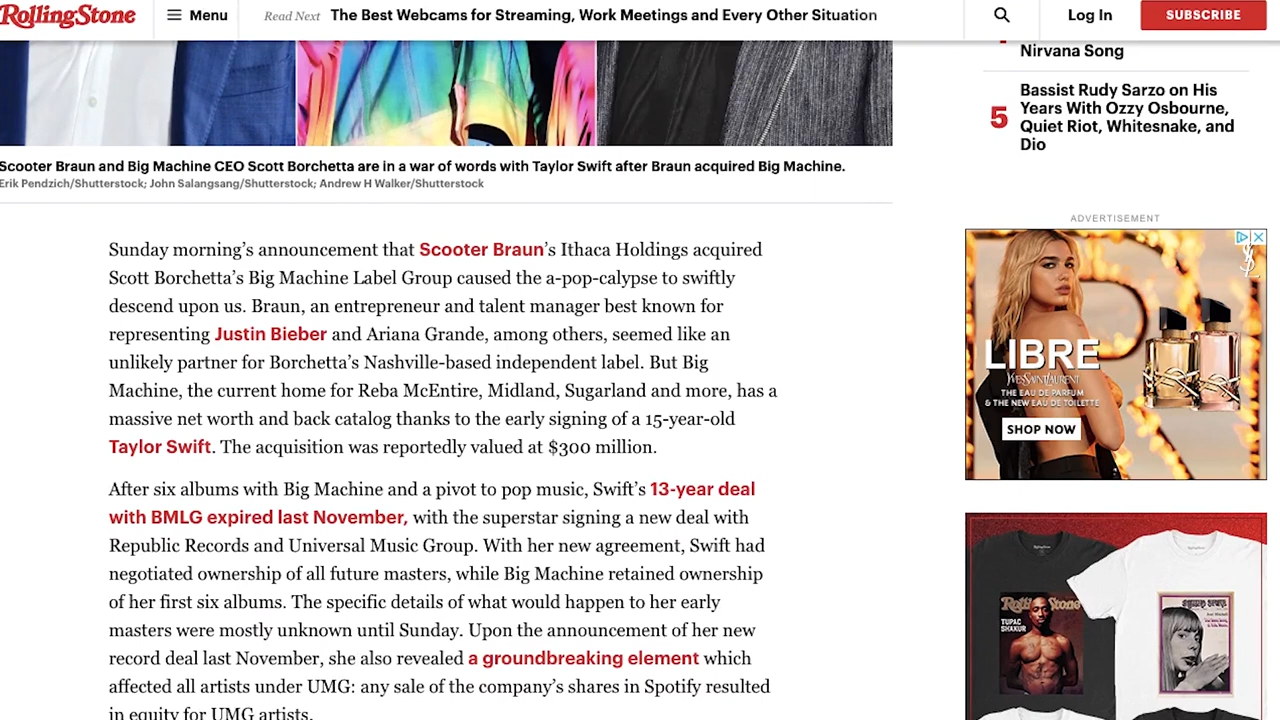 RollingStone
Menu
Read Next The Best Webcams for Streaming, Work Meetings and Every Other Situation
Log In
SUBSCRIBE
Scooter Braun and Big Machine CEO Scott Borchetta are in a war of words with Taylor Swift after Braun acquired Big Machine.
Erik Pendzich/Shutterstock; John Salangsang/Shutterstock; Andrew H Walker/Shutterstock
Sunday morning’s announcement that Scooter Braun’s Ithaca Holdings acquired
Scott Borchetta’s Big Machine Label Group caused the a-pop-calypse to swiftly
descend upon us. Braun, an entrepreneur and talent manager best known for
representing Justin Bieber and Ariana Grande, among others, seemed like an
unlikely partner for Borchetta’s Nashville-based independent label. But Big
Machine, the current home for Reba McEntire, Midland, Sugarland and more, has a
massive net worth and back catalog thanks to the early signing of a 15-year-old
Taylor Swift. The acquisition was reportedly valued at $300 million.
After six albums with Big Machine and a pivot to pop music, Swift’s 13-year deal
with BMLG expired last November, with the superstar signing a new deal with
Republic Records and Universal Music Group. With her new agreement, Swift had
negotiated ownership of all future masters, while Big Machine retained ownership
of her first six albums. The specific details of what would happen to her early
masters were mostly unknown until Sunday. Upon the announcement of her new
record deal last November, she also revealed a groundbreaking element which
affected all artists under UMG: any sale of the company’s shares in Spotify resulted
in equity for UMG artists.
Nirvana Song
5
Bassist Rudy Sarzo on His
Years With Ozzy Osbourne,
Quiet Riot, Whitesnake, and
Dio
ADVERTISEMENT
LIBRE
YVESSAINTLAURENT
THE EAU DE PARFUM
& THE NEW EAU DE TOILETTE
SHOP NOW
Rolling Stone
TUPAC
SHAKUR